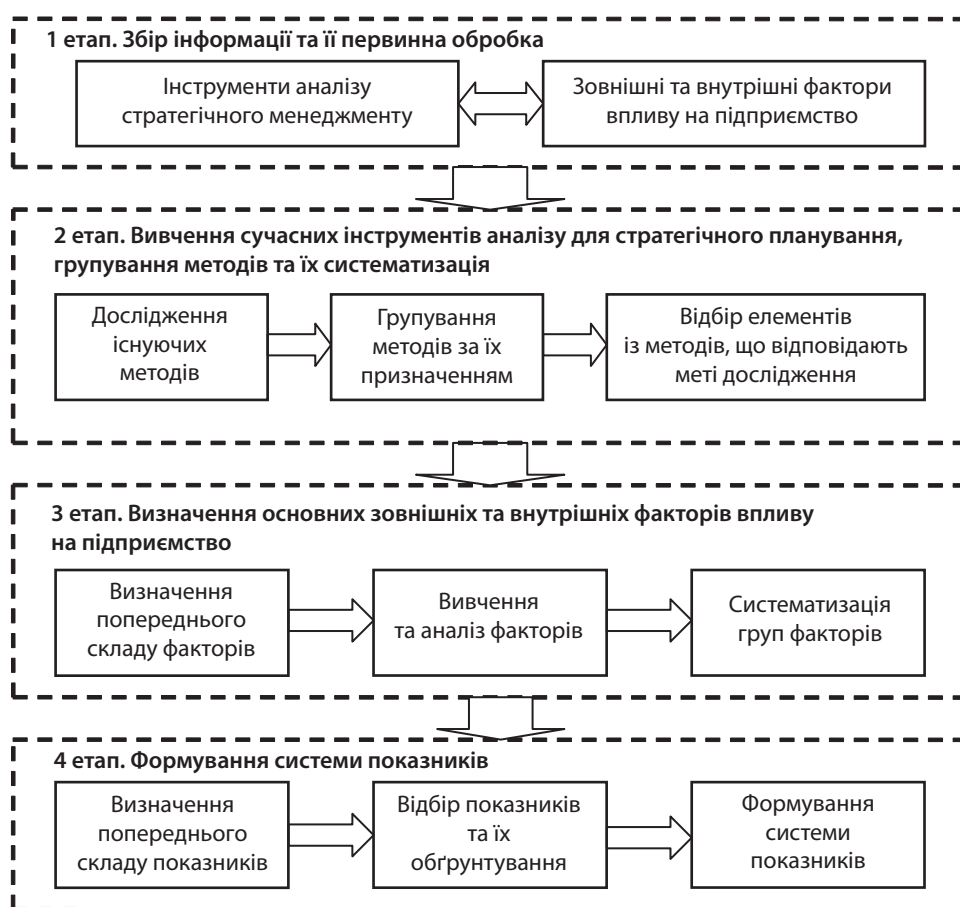 1 етап. Збір інформації та її первинна обробка
Інструменти аналізу
стратегічного менеджменту
Зовнішні та внутрішні фактори
впливу на підприємство
2 етап. Вивчення сучасних інструментів аналізу для стратегічного планування,
групування методів та їх систематизація
Дослідження
існуючих
методів
Групування
методів за їх
призначенням
Відбір елементів
із методів, що відповідають
меті дослідження
3 етап. Визначення основних зовнішніх та внутрішніх факторів впливу
на підприємство
Визначення
попереднього
складу факторів
Вивчення
та аналіз факторів
Систематизація
груп факторів
4 етап. Формування системи показників
Визначення
попереднього
складу показників
Відбір показників
та їх
обґрунтування
Формування
системи
показників